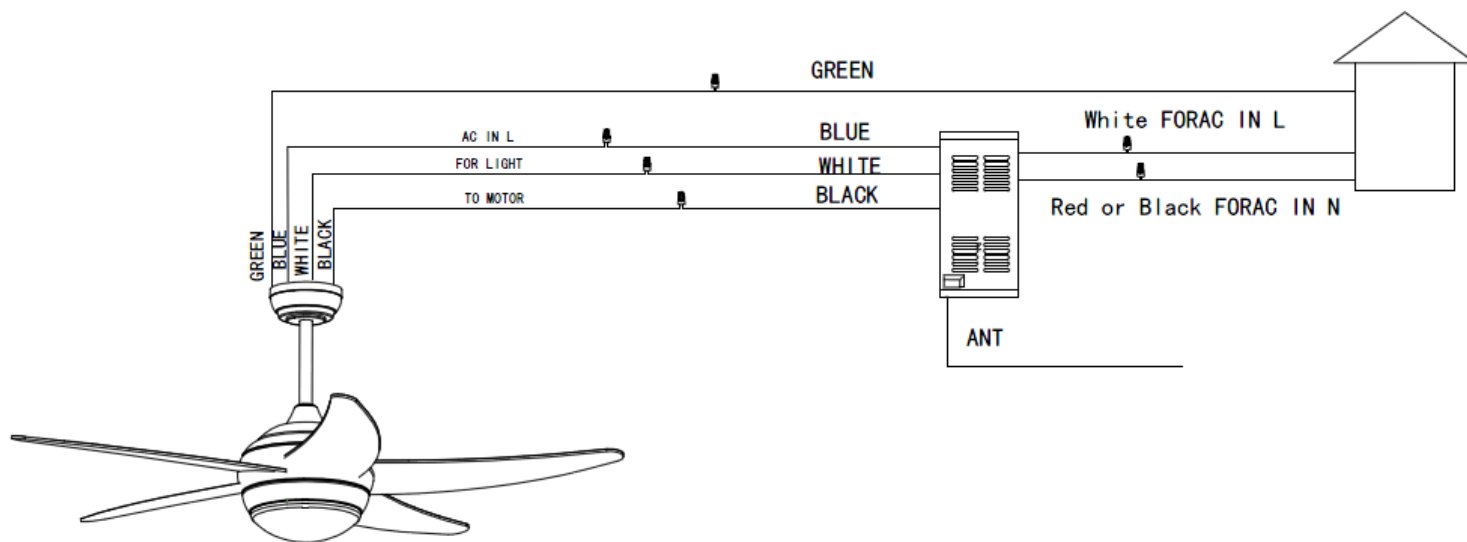 GREEN
White FORAC IN L
AC IN L
BLUE
FOR LIGHT
WHITE
TO MOTOR
BLACK
Red or Black FORAC IN N
GREEN
BLUE
WHITE
BLACK
ANT